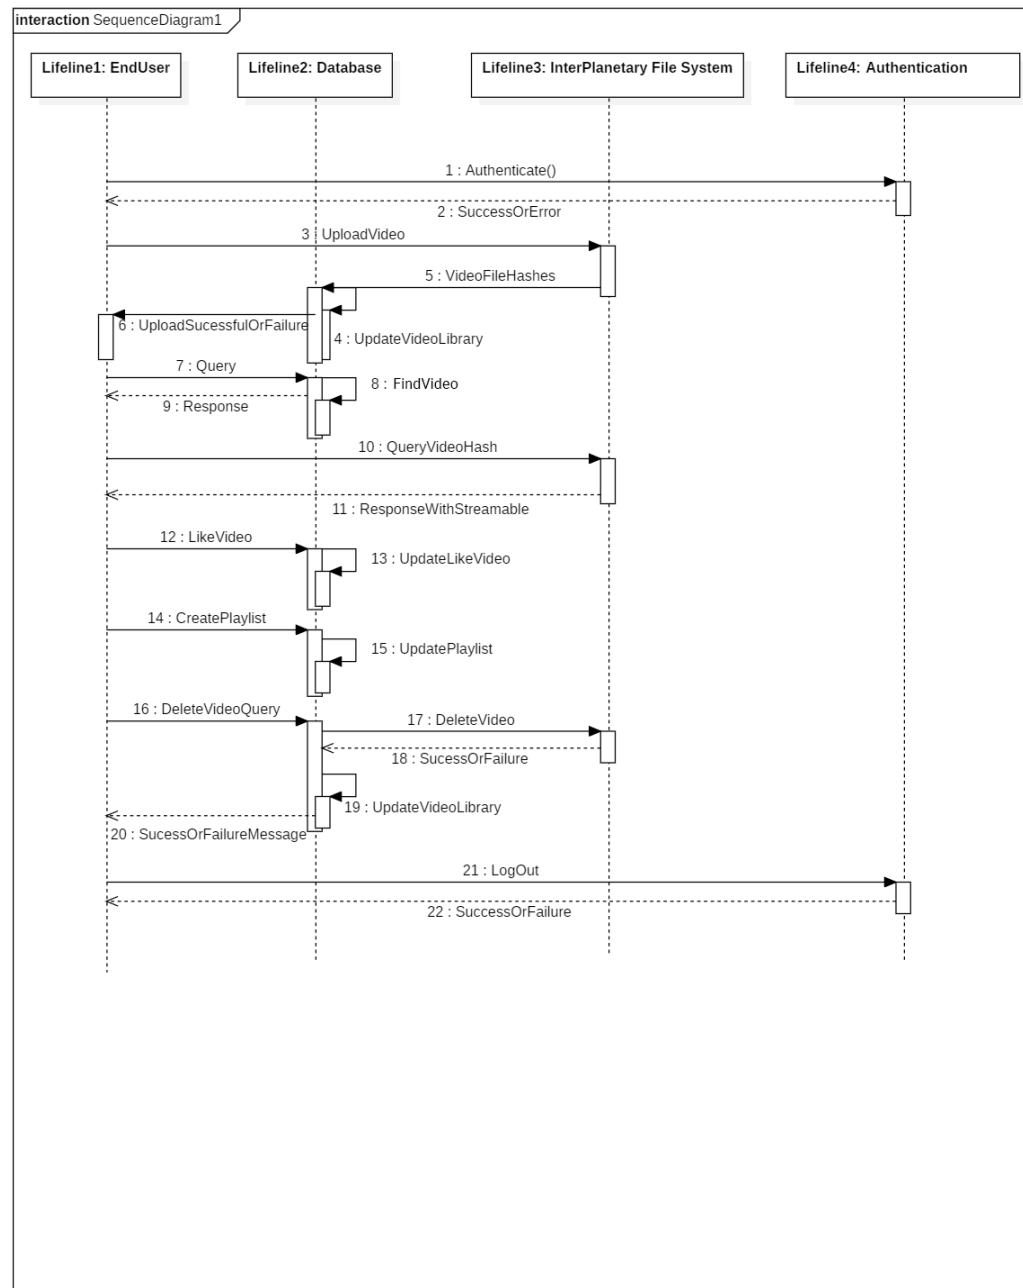 interaction SequenceDiagram1
Lifeline1: EndUser
Lifeline2: Database
Lifeline3: InterPlanetary File System
Lifeline4: Authentication
1 : Authenticate()
2 : SuccessOrError
3 : UploadVideo
5 : VideoFileHashes
6 : UploadSucessfulOrFailure
4 : UpdateVideoLibrary
7 : Query
8 : FindVideo
9 : Response
10 : QueryVideoHash
11 : ResponseWithStreamable
12 : LikeVideo
13 : UpdateLikeVideo
14 : CreatePlaylist
15 : UpdatePlaylist
16 : DeleteVideoQuery
17 : DeleteVideo
18 : SucessOrFailure
19 : UpdateVideoLibrary
20 : SucessOrFailureMessage
21 : LogOut
22 : SuccessOrFailure